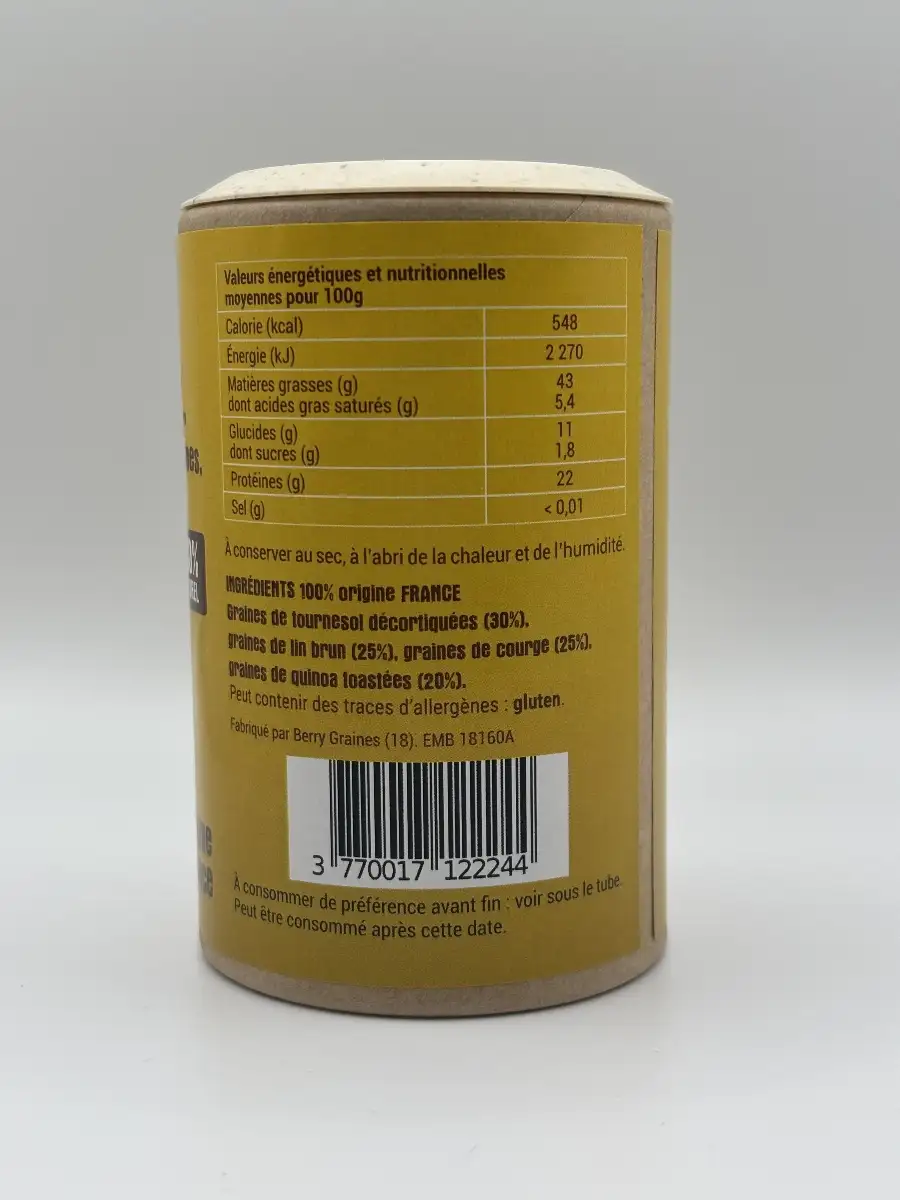 Valeurs énergétiques et nutritionnelles
moyennes pour 100g
Calorie (kcal) 548
Énergie (kJ) 2 270
Matières grasses (g) 43
dont acides gras saturés (g) 5,4
Glucides (g) 11
dont sucres (g) 1,8
Protéines (g) 22
Sel (g) < 0,01
À conserver au sec, à l'abri de la chaleur et de l'humidité.
INGRÉDIENTS 100% origine FRANCE
Graines de tournesol décortiquées (30%),
graines de lin brun (25%), graines de courge (25%),
graines de quinoa toastées (20%).
Peut contenir des traces d'allergènes : gluten.
Fabriqué par Berry Graines (18). EMB 18160A
3 770017 122244
À consommer de préférence avant fin : voir sous le tube.
Peut être consommé après cette date.